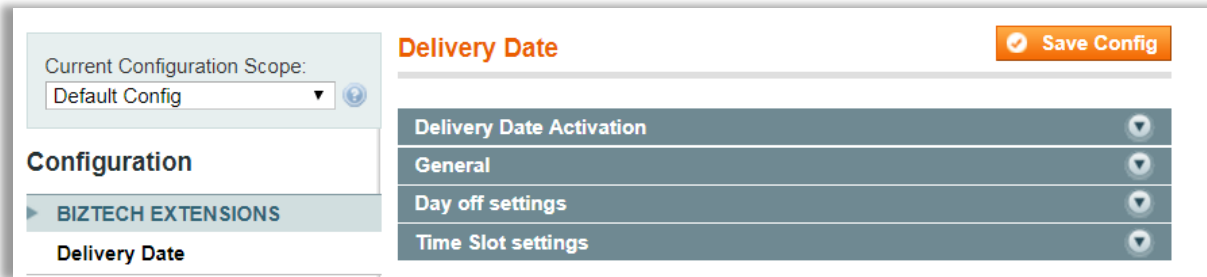 Current Configuration Scope:
Default Config
Configuration
BIZTECH EXTENSIONS
Delivery Date
Delivery Date
Save Config
Delivery Date Activation
General
Day off settings
Time Slot settings